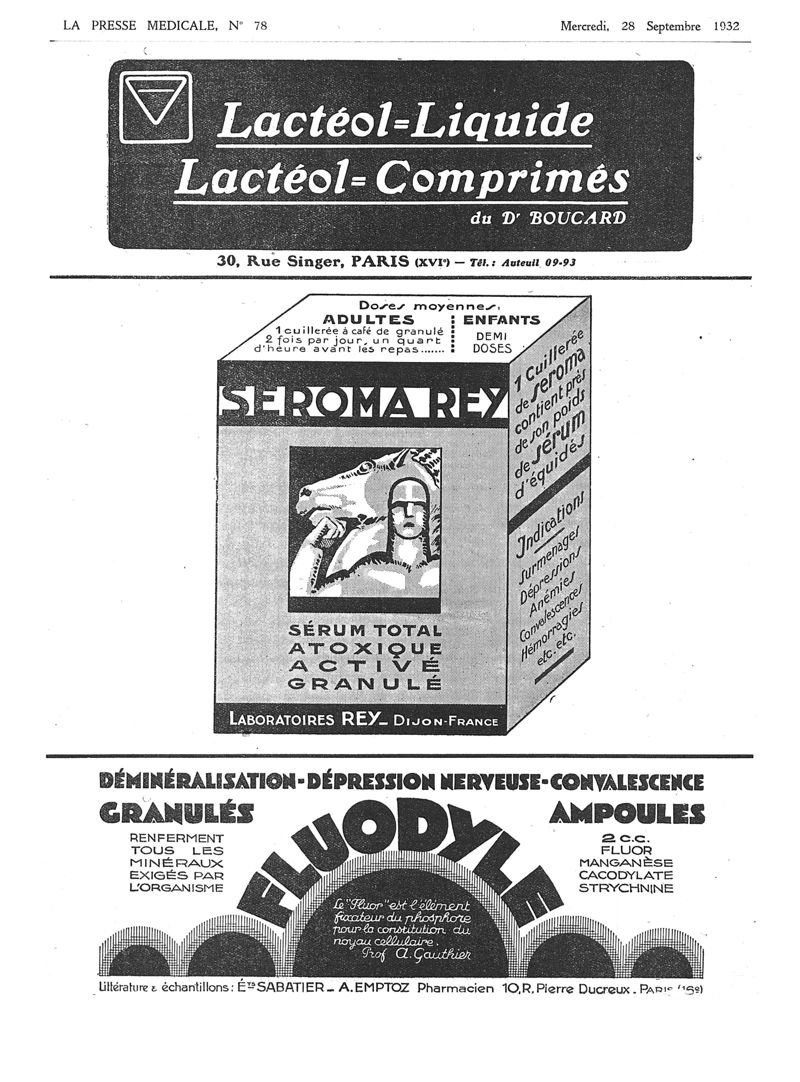 LA PRESSE MEDICALE, N° 78
Mercredi, 28 Septembre 1932
Lactéol=Liquide
Lactéol=Comprimés
du Dr BOUCARD
30, Rue Singer, PARIS (XVIe) — Tél. : Auteuil 09-93
Doses moyennes.
ADULTES
1 cuillerée à café de granulé
2 fois par jour, un quart
d'heure avant les repas.......
ENFANTS
DEMI
DOSES
SEROMA REY
SÉRUM TOTAL
ATOXIQUE
ACTIVÉ
GRANULÉ
LABORATOIRES REY_ DIJON-FRANCE
1 Cuillerée
de seroma
contient près
de son poids
de sérum
d'équidés
Indications
Surmenages
Dépressions
Anémies
Convalescences
Hémorragies
etc. etc.
DÉMINÉRALISATION-DÉPRESSION NERVEUSE-CONVALESCENCE
GRANULÉS
RENFERMENT
TOUS LES
MINÉRAUX
EXIGÉS PAR
L'ORGANISME
FLUODYLE
AMPOULES
2 C.C.
FLUOR
MANGANÈSE
CACODYLATE
STRYCHNINE
Le "Fluor" est l'élément
fixateur du phosphore
pour la constitution du
noyau cellulaire.
Prof A. Gauthier
Littérature & échantillons: Éts SABATIER_ A. EMPTOZ Pharmacien 10, R. Pierre Ducreux. PARIS (16e)